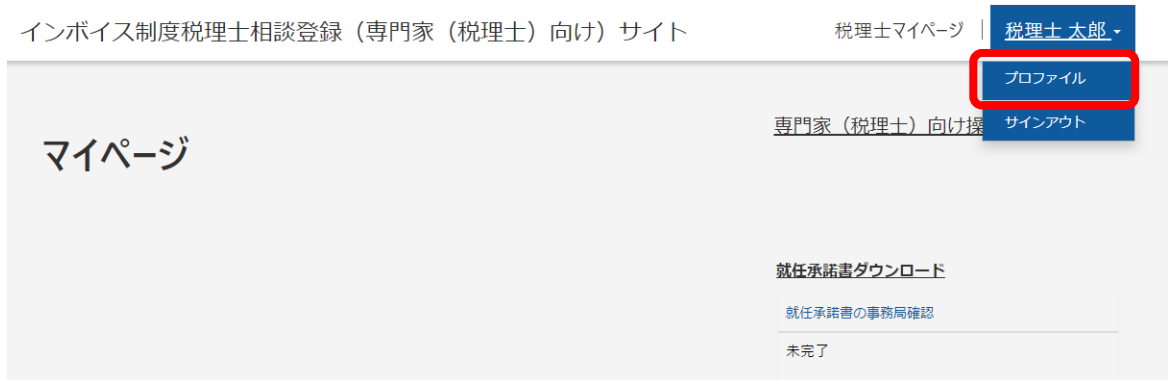 インボイス制度税理士相談登録（専門家（税理士）向け）サイト
税理士マイページ
税理士 太郎
プロファイル
サインアウト
専門家（税理士）向け操
マイページ
就任承諾書ダウンロード
就任承諾書の事務局確認
未完了